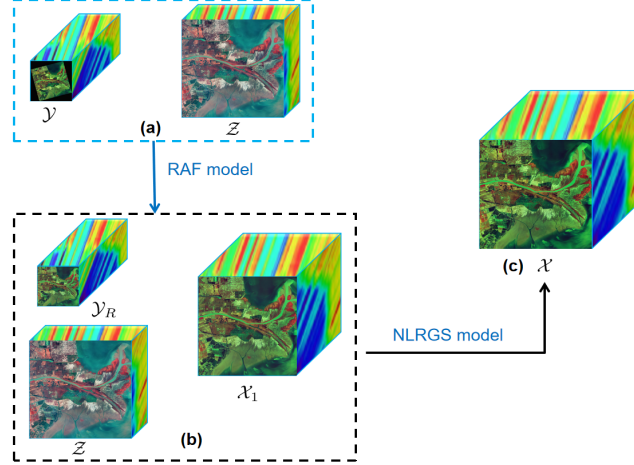 𝒴
(a)
𝒵
RAF model
𝒴_R
𝒳_1
𝒵
(b)
NLRGS model
(c) 𝒳